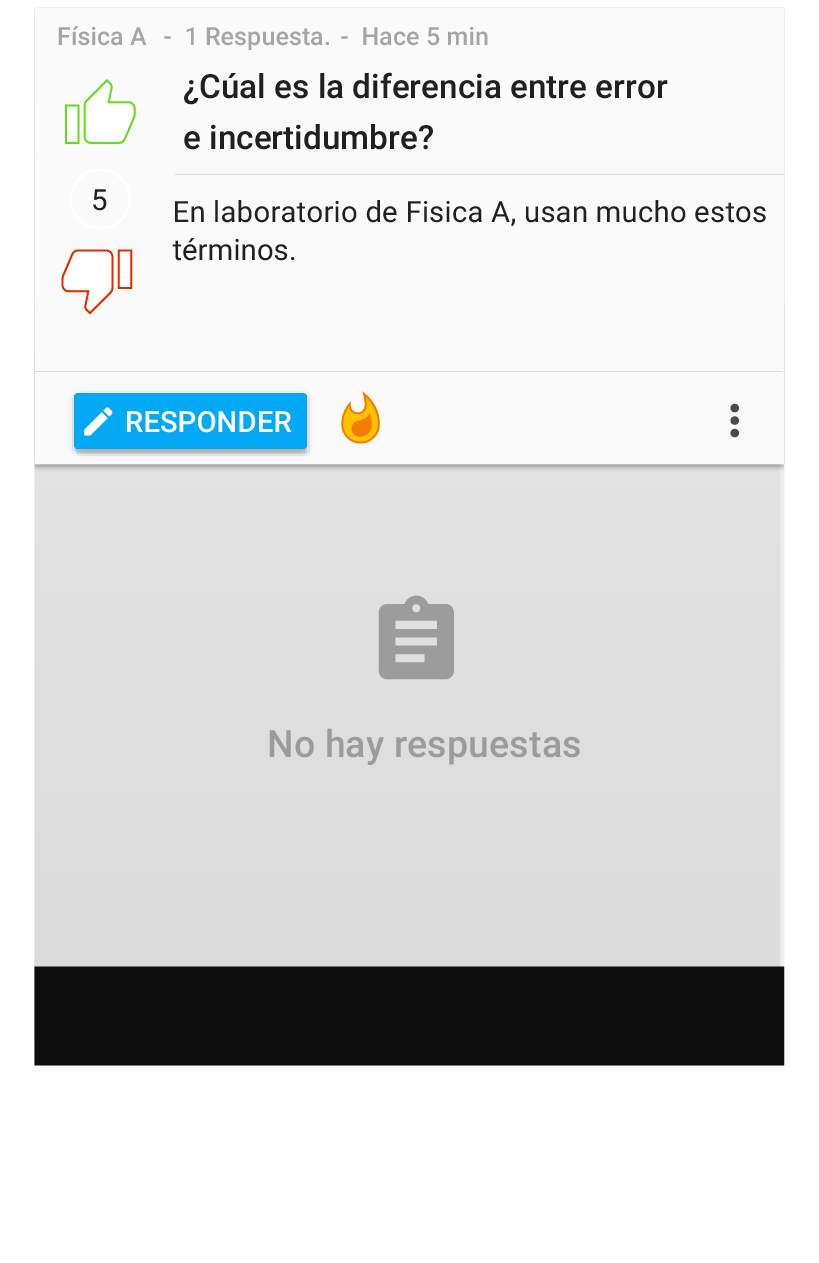 Física A - 1 Respuesta. - Hace 5 min
¿Cúal es la diferencia entre error
e incertidumbre?
5
En laboratorio de Fisica A, usan mucho estos
términos.
RESPONDER
No hay respuestas